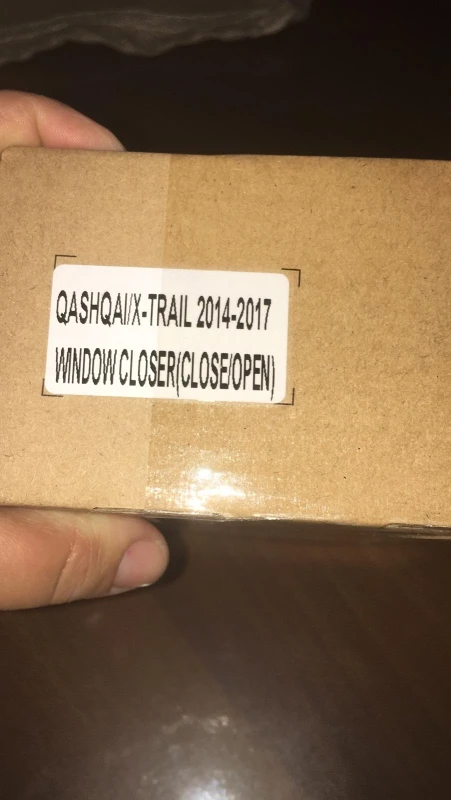 QASHQAI/X-TRAIL 2014-2017
WINDOW CLOSER(CLOSE/OPEN)